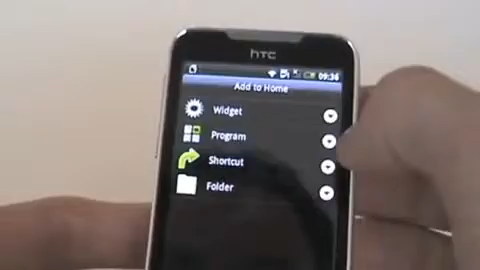 hTC
09:36
Add to Home
Widget
Program
Shortcut
Folder